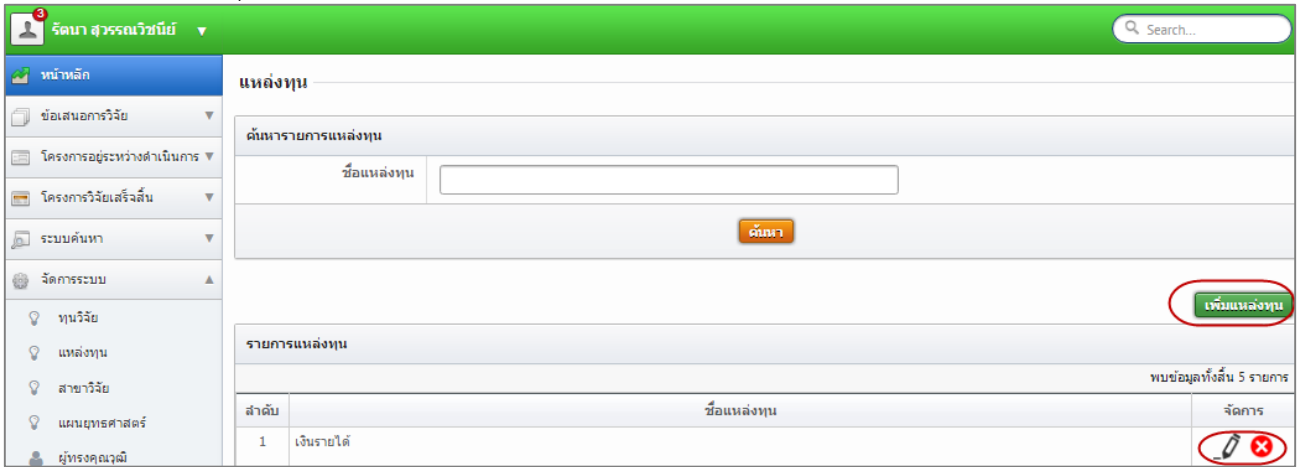 3
รัตนา สุวรรณวิชนีย์
Search...
หน้าหลัก
ข้อเสนอการวิจัย
โครงการอยู่ระหว่างดำเนินการ
โครงการวิจัยเสร็จสิ้น
ระบบค้นหา
จัดการระบบ
ทุนวิจัย
แหล่งทุน
สาขาวิจัย
แผนยุทธศาสตร์
ผู้ทรงคุณวุฒิ
แหล่งทุน
ค้นหารายการแหล่งทุน
ชื่อแหล่งทุน
ค้นหา
เพิ่มแหล่งทุน
รายการแหล่งทุน
พบข้อมูลทั้งสิ้น 5 รายการ
ลำดับ ชื่อแหล่งทุน จัดการ
1 เงินรายได้